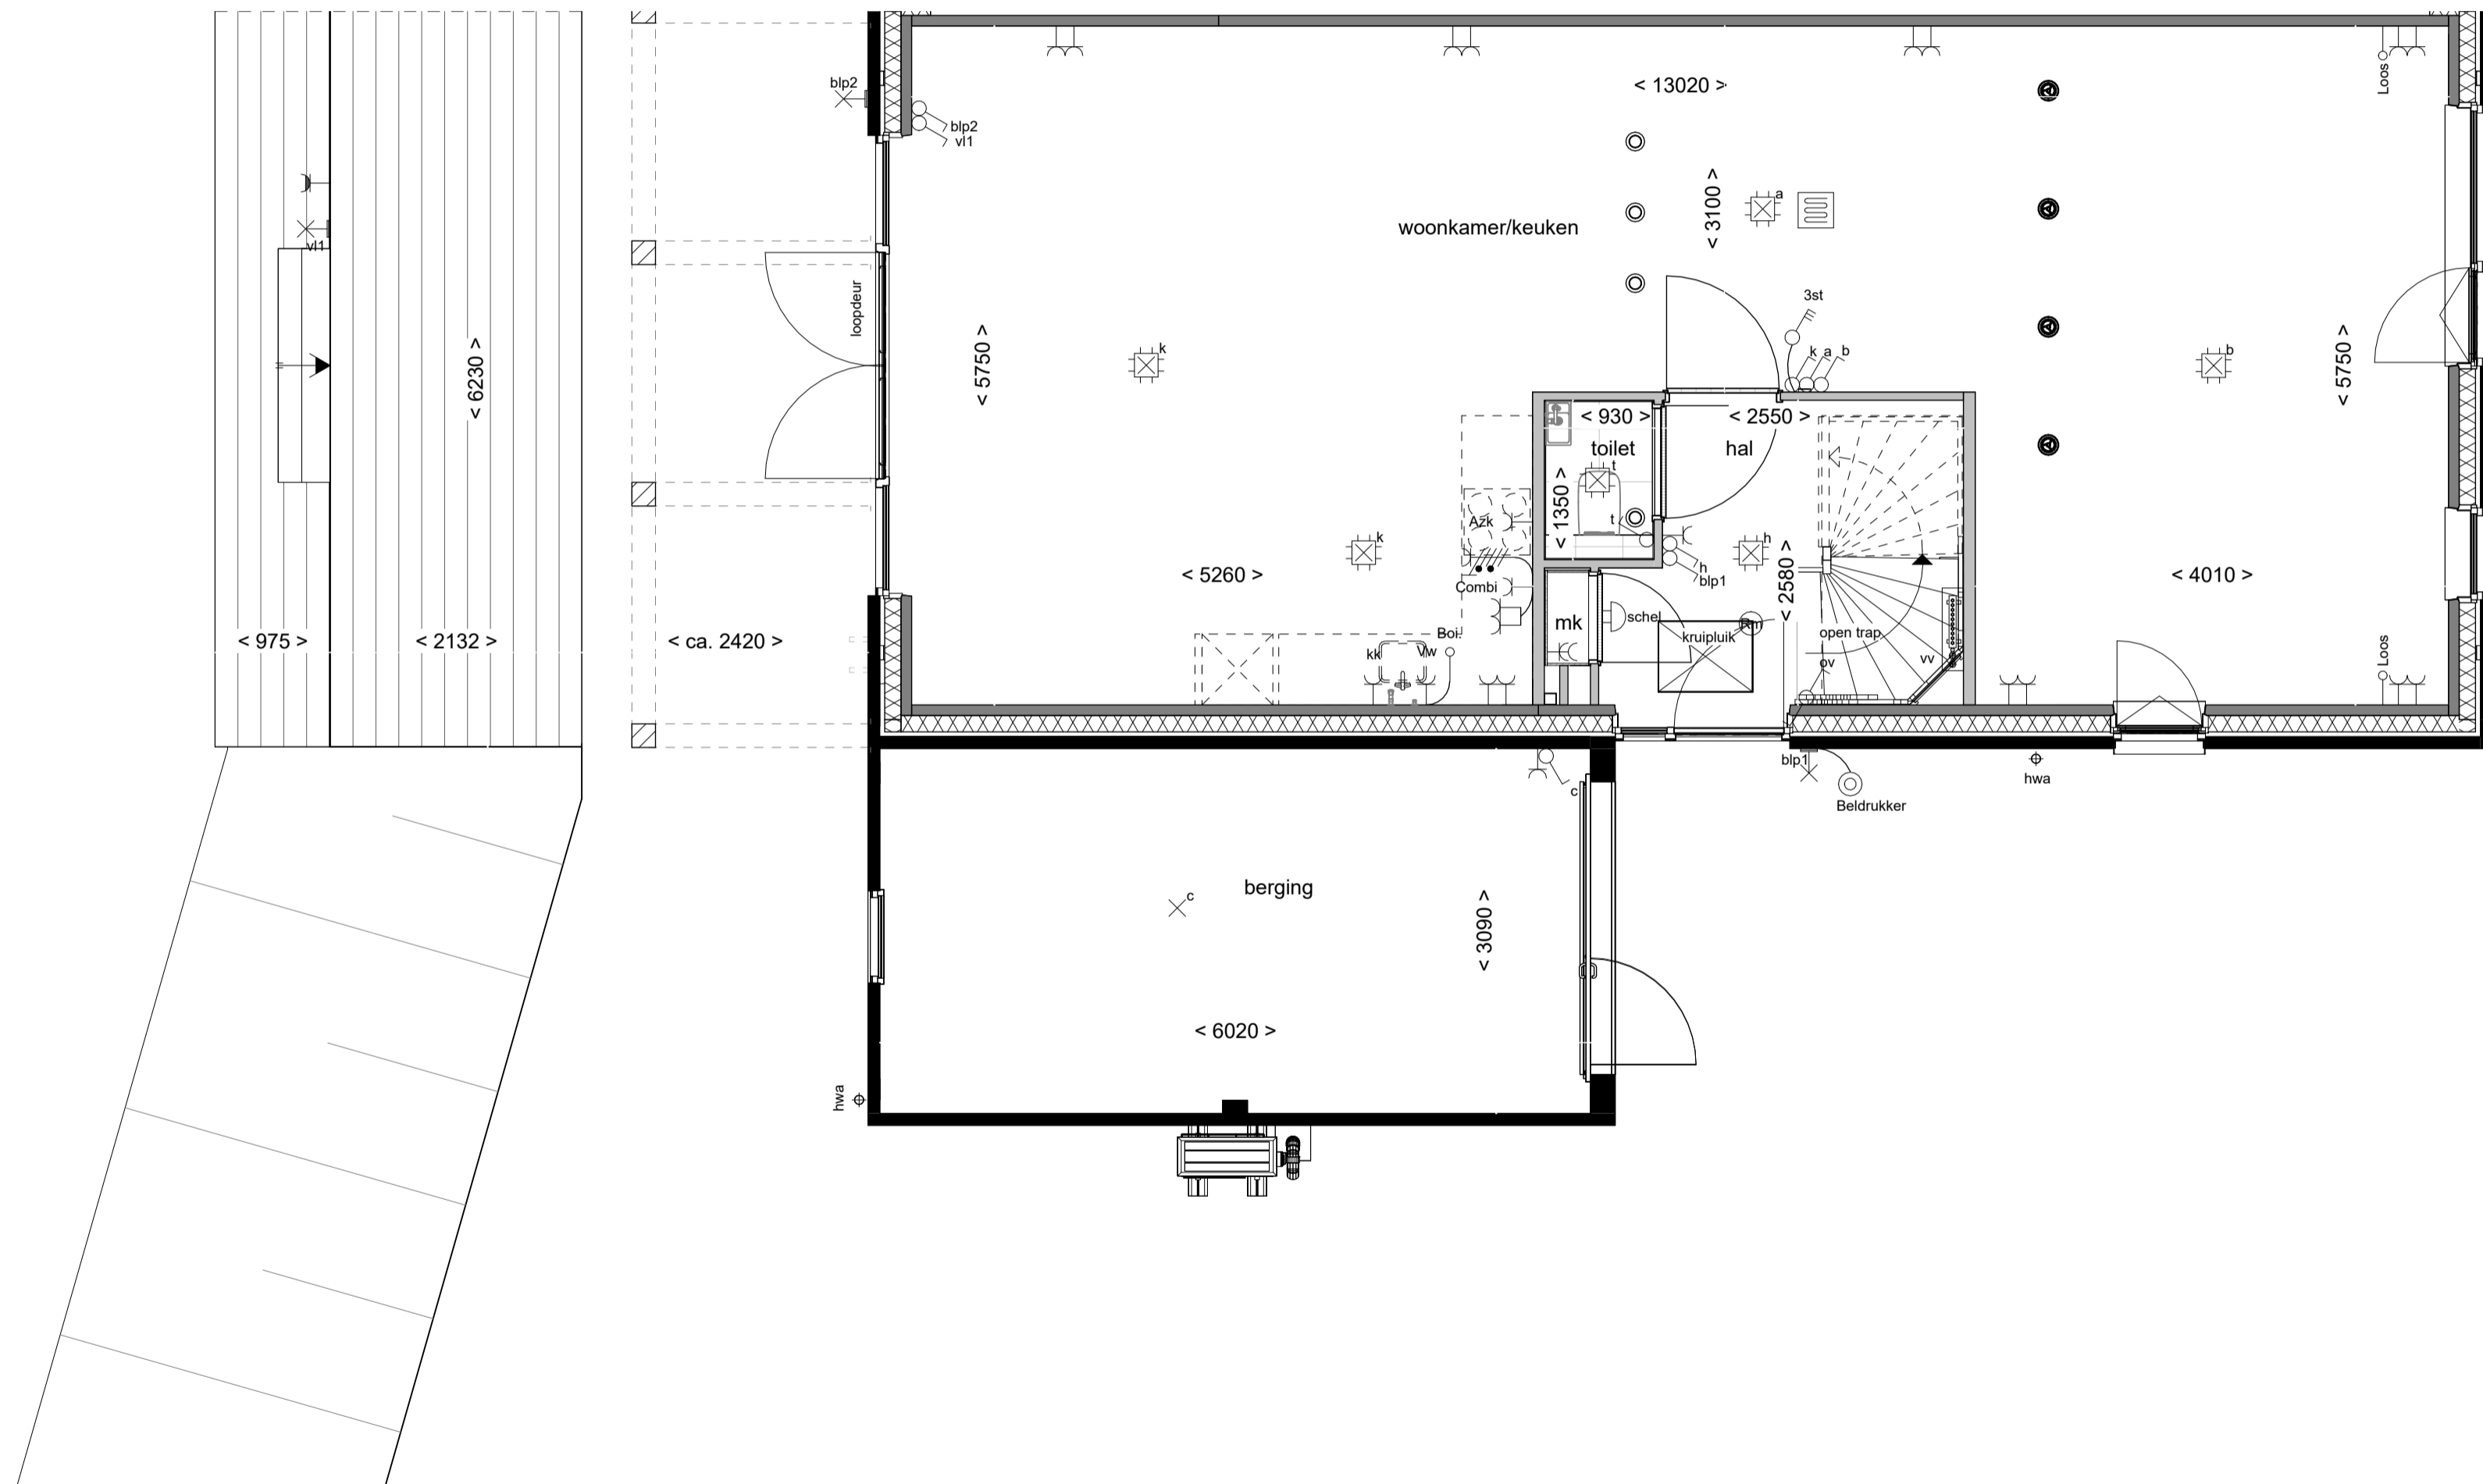 blp2
< 13020 >
Loos
blp2
vl1
a
< 3100 >
woonkamer/keuken
vl1
3st
loopdeur
k a b
k
b
< 6230 >
< 5750 >
< 5750 >
< 930 >
< 2550 >
toilet
hal
t
< 1350 >
t
Azk
k
h
h
blp1
< 5260 >
Combi
< 2580 >
< 4010 >
mk
schel
Rm
kruipluik
open trap
< 975 >
< 2132 >
< ca. 2420 >
Boi.
kk
Vw
ov
vv
Loos
blp1
hwa
c
Beldrukker
berging
c
< 3090 >
< 6020 >
hwa